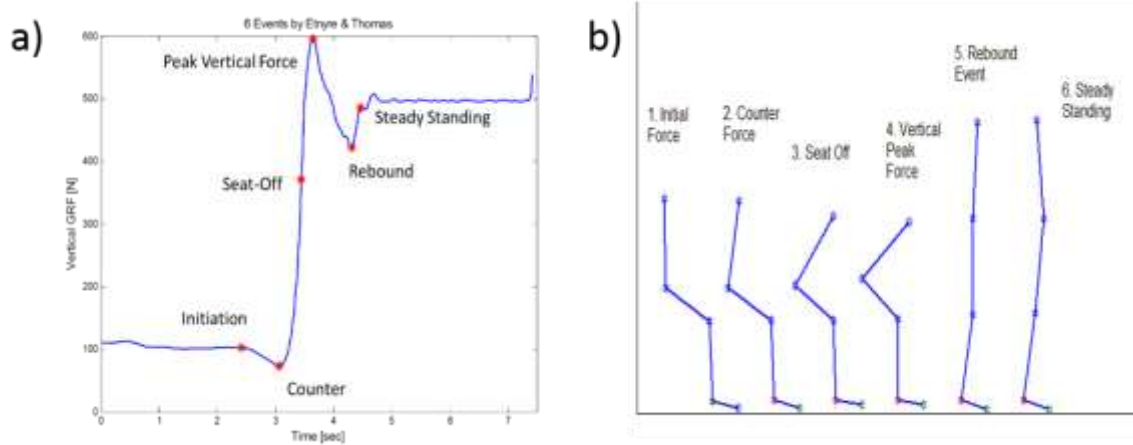 a)
6 Events by Etnyre & Thomas
Peak Vertical Force
Steady Standing
Rebound
Seat-Off
Initiation
Counter
Vertical GRF [N]
600
500
400
300
200
100
0
0 1 2 3 4 5 6 7
Time [sec]
b)
1. Initial
Force
2. Counter
Force
3. Seat Off
4. Vertical
Peak
Force
5. Rebound
Event
6. Steady
Standing